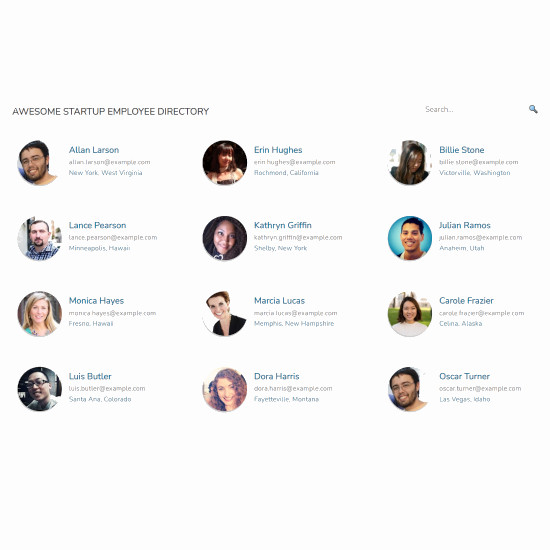 AWESOME STARTUP EMPLOYEE DIRECTORY
Search...
Allan Larson
allan.larson@example.com
New York, West Virginia
Erin Hughes
erin.hughes@example.com
Rochmond, California
Billie Stone
billie.stone@example.com
Victorville, Washington
Lance Pearson
lance.pearson@example.com
Minneapolis, Hawaii
Kathryn Griffin
kathryn.griffin@example.com
Shelby, New York
Julian Ramos
julian.ramos@example.com
Anaheim, Utah
Monica Hayes
monica.hayes@example.com
Fresno, Hawaii
Marcia Lucas
marcia.lucas@example.com
Memphis, New Hampshire
Carole Frazier
carole.frazier@example.com
Celina, Alaska
Luis Butler
luis.butler@example.com
Santa Ana, Colorado
Dora Harris
dora.harris@example.com
Fayetteville, Montana
Oscar Turner
oscar.turner@example.com
Las Vegas, Idaho